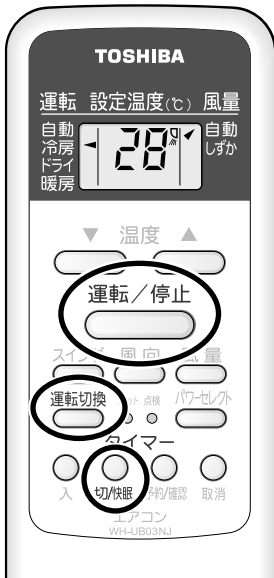 TOSHIBA
運転 設定温度(℃) 風量
自動 自動
冷房 28 しずか
ドライ
暖房
▼ 温度 ▲
運転／停止
スイング 風向 風量
運転切換 点検 パワーセレクト
タイマー
入 切/快眠 予約/確認 取消
エアコン
WH-UB03NJ